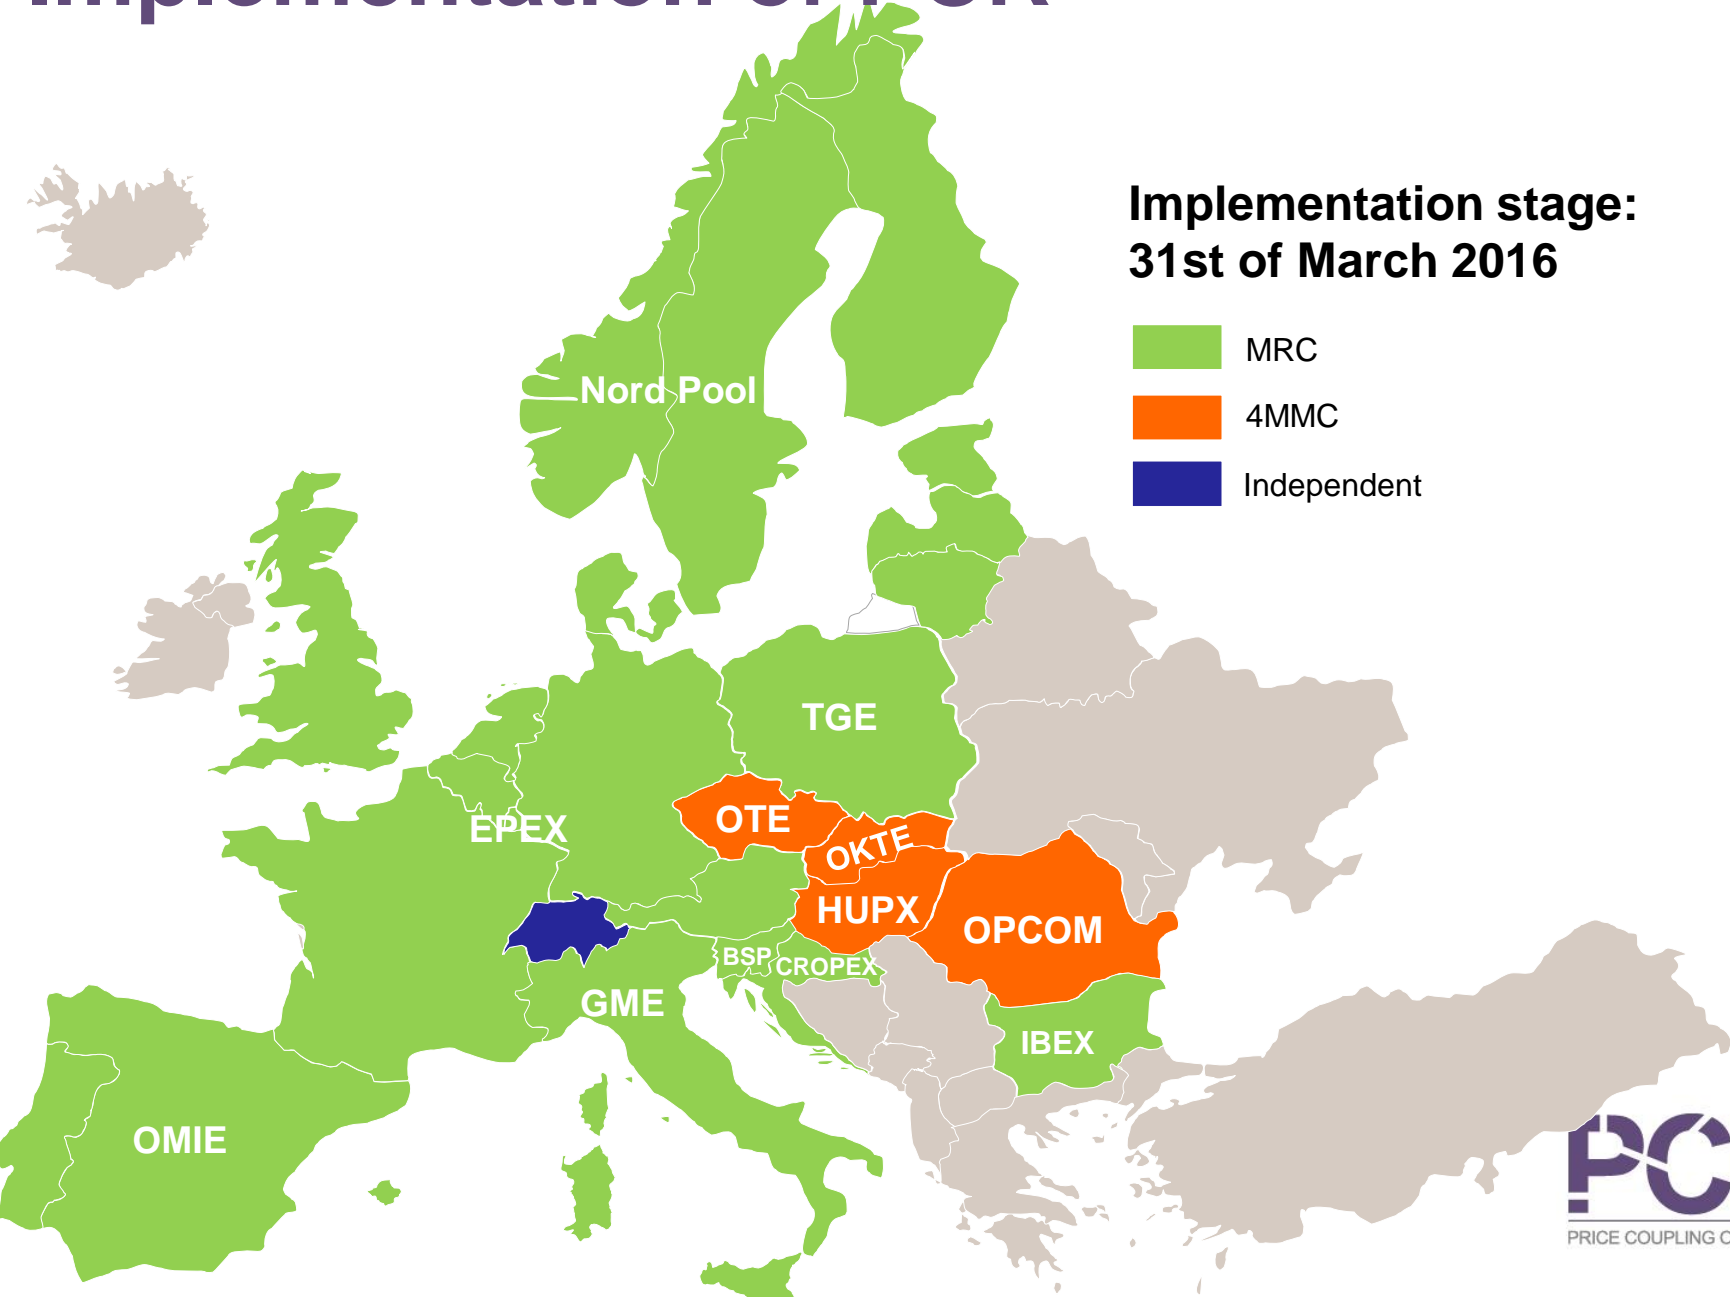 Implementation stage:
31st of March 2016
MRC
4MMC
Independent
Nord Pool
TGE
OTE
EPEX
OKTE
HUPX
OPCOM
BSP
CROPEX
GME
IBEX
OMIE
PC
PRICE COUPLING